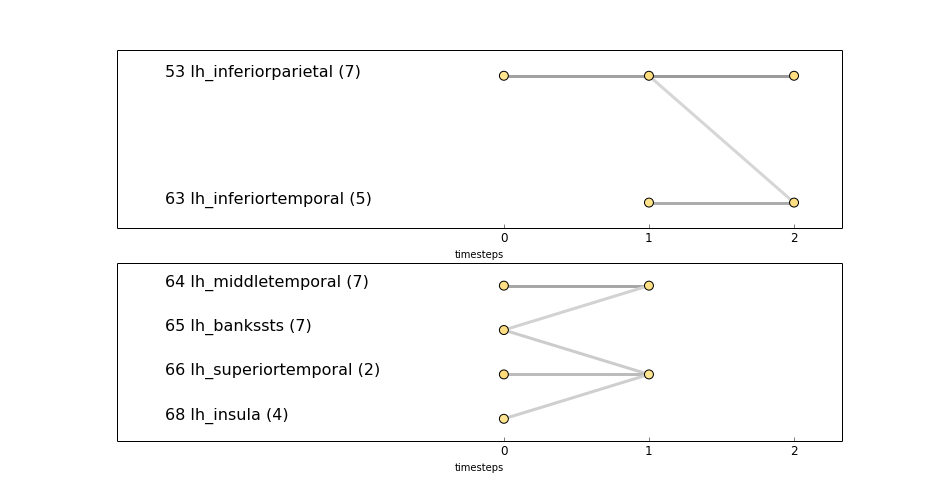 53 lh_inferiorparietal (7)
63 lh_inferiortemporal (5)
0 1 2
timesteps
64 lh_middletemporal (7)
65 lh_bankssts (7)
66 lh_superiortemporal (2)
68 lh_insula (4)
0 1 2
timesteps